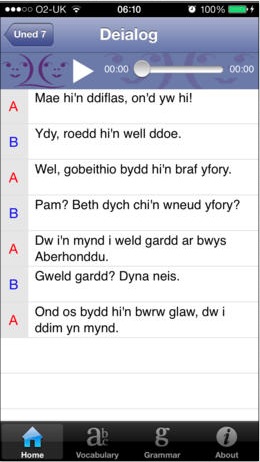 O2-UK 06:10 100%
Uned 7 Deialog
00:00 00:00
A Mae hi'n ddiflas, on'd yw hi!
B Ydy, roedd hi'n well ddoe.
A Wel, gobeithio bydd hi'n braf yfory.
B Pam? Beth dych chi'n wneud yfory?
A Dw i'n mynd i weld gardd ar bwys
Aberhonddu.
B Gweld gardd? Dyna neis.
A Ond os bydd hi'n bwrw glaw, dw i
ddim yn mynd.
abc g i
Home Vocabulary Grammar About